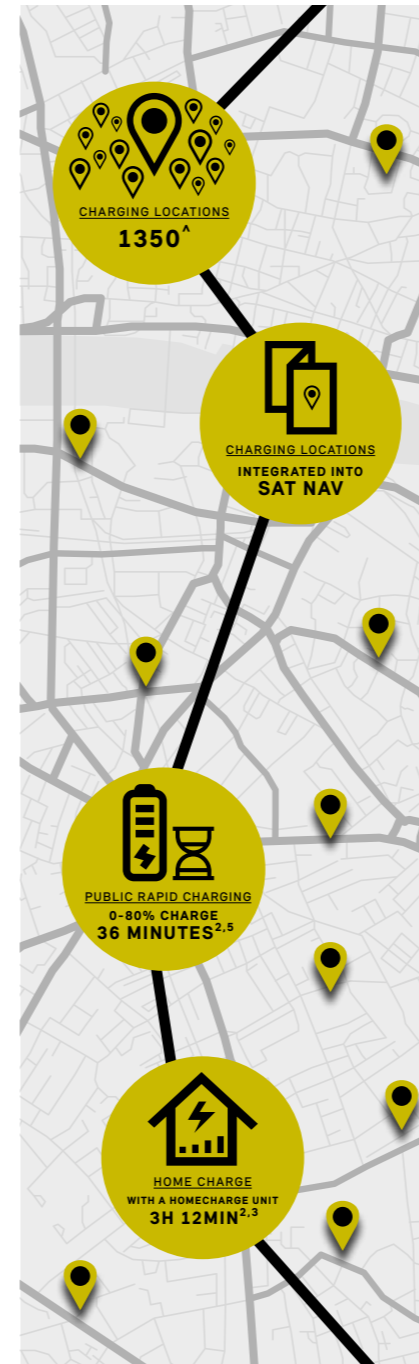 CHARGING LOCATIONS
1350^
CHARGING LOCATIONS
INTEGRATED INTO
SAT NAV
PUBLIC RAPID CHARGING
0-80% CHARGE
36 MINUTES2,5
HOME CHARGE
WITH A HOMECHARGE UNIT
3H 12MIN2,3